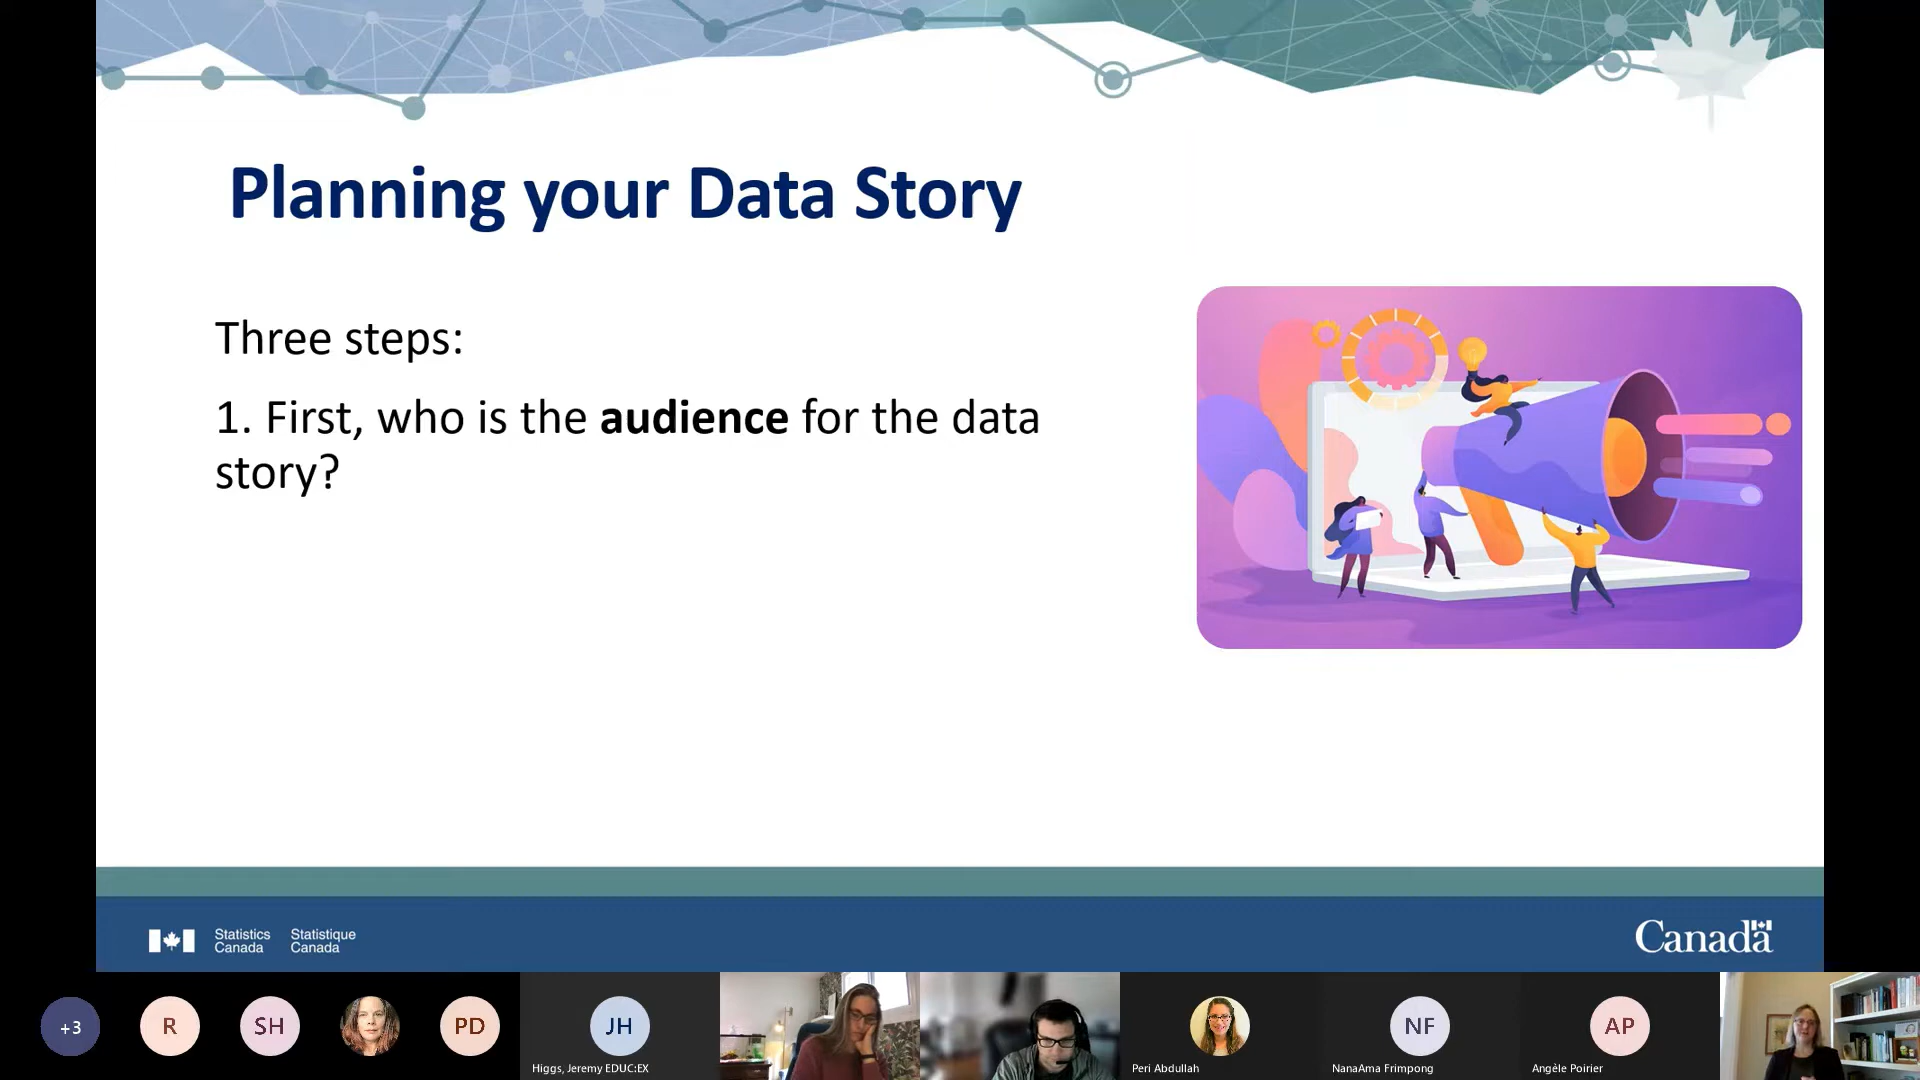 Planning your Data Story
Three steps:
1. First, who is the audience for the data
story?
Statistics Statistique
Canada Canada
Canada
+3
R
SH
PD
JH
NF
AP
Higgs, Jeremy EDUC:EX
Peri Abdullah
NanaAma Frimpong
Angèle Poirier